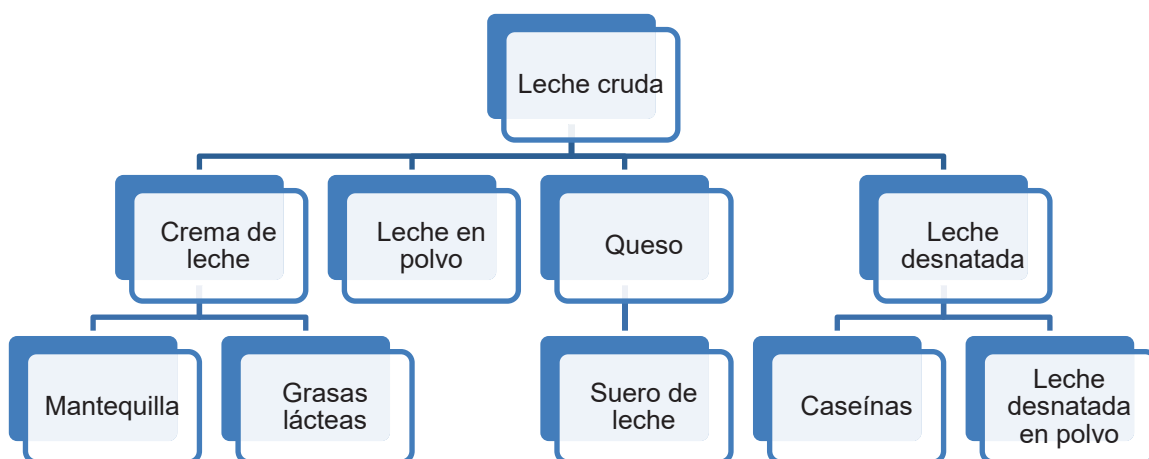 Leche cruda
Crema de
leche
Leche en
polvo
Queso
Leche
desnatada
Mantequilla
Grasas
lácteas
Suero de
leche
Caseínas
Leche
desnatada
en polvo